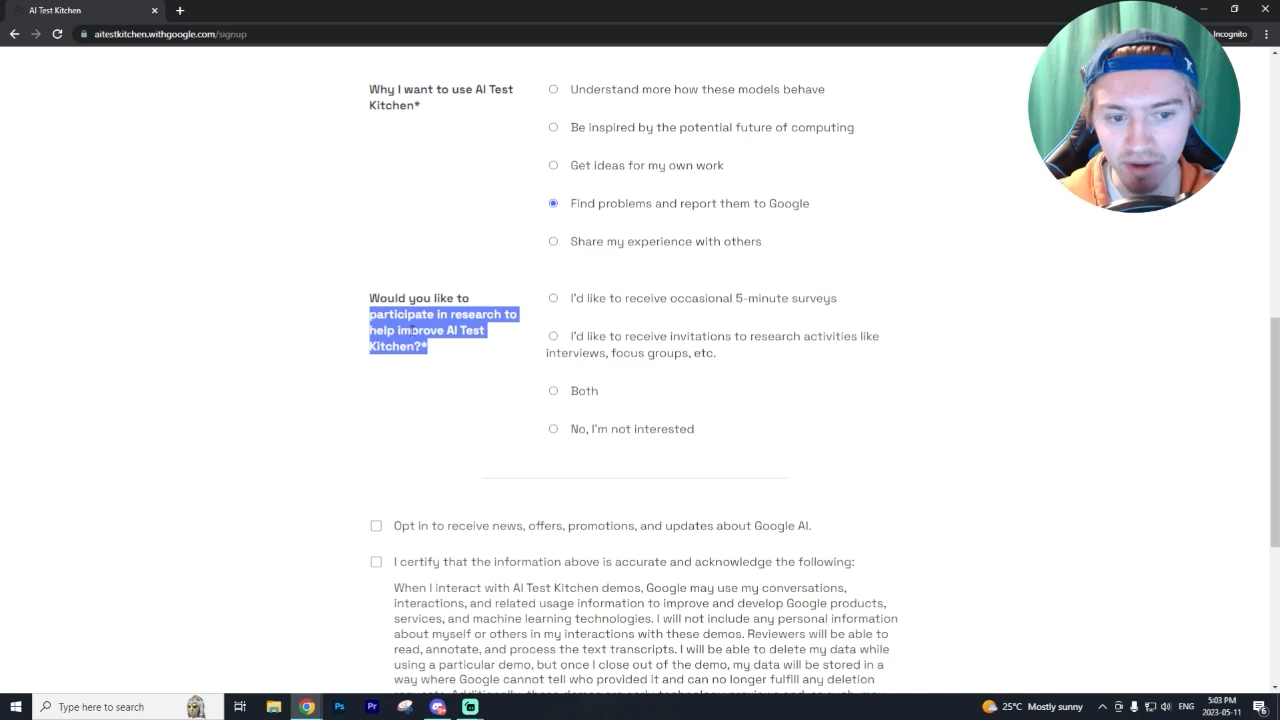 AI Test Kitchen
aitestkitchen.withgoogle.com/signup
Incognito
Why I want to use AI Test
Kitchen*
Understand more how these models behave
Be inspired by the potential future of computing
Get ideas for my own work
Find problems and report them to Google
Share my experience with others
Would you like to
participate in research to
help improve AI Test
Kitchen?*
I'd like to receive occasional 5-minute surveys
I'd like to receive invitations to research activities like
interviews, focus groups, etc.
Both
No, I'm not interested
Opt in to receive news, offers, promotions, and updates about Google AI.
I certify that the information above is accurate and acknowledge the following:
When I interact with AI Test Kitchen demos, Google may use my conversations,
interactions, and related usage information to improve and develop Google products,
services, and machine learning technologies. I will not include any personal information
about myself or others in my interactions with these demos. Reviewers will be able to
read, annotate, and process the text transcripts. I will be able to delete my data while
using a particular demo, but once I close out of the demo, my data will be stored in a
way where Google cannot tell who provided it and can no longer fulfill any deletion
Type here to search
Ps
Pr
25°C Mostly sunny
ENG
5:03 PM
2023-05-11